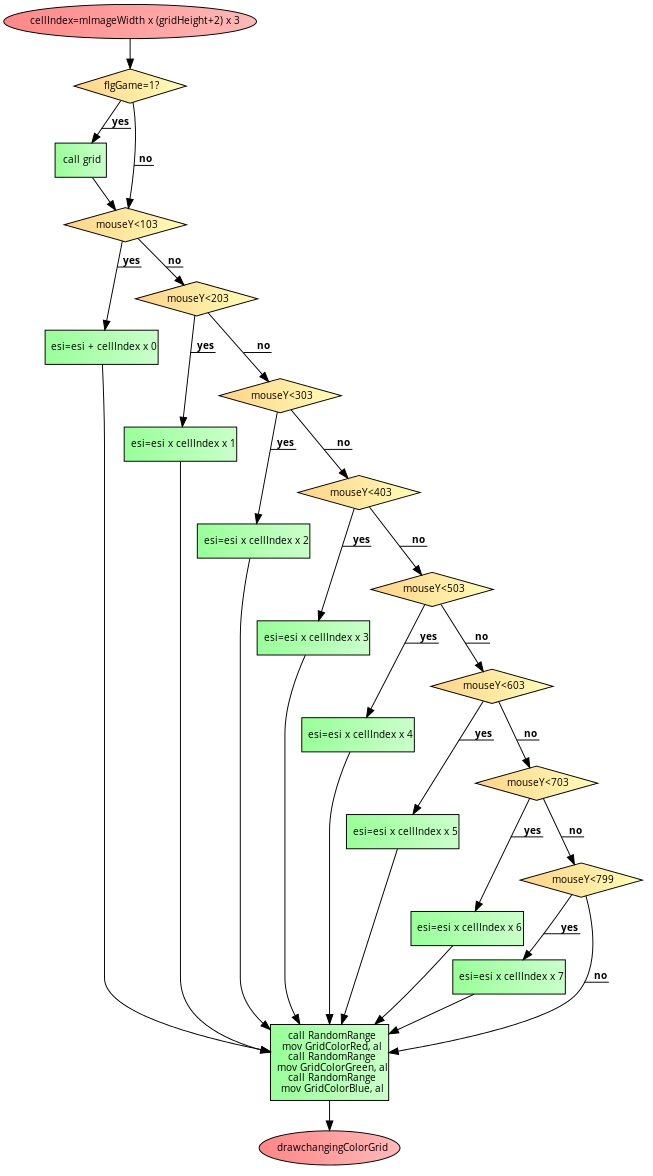 cellIndex=mImageWidth x (gridHeight+2) x 3
flgGame=1?
yes
call grid
no
mouseY<103
yes
no
mouseY<203
esi=esi + cellIndex x 0
yes
no
mouseY<303
esi=esi x cellIndex x 1
yes
no
mouseY<403
esi=esi x cellIndex x 2
yes
no
mouseY<503
esi=esi x cellIndex x 3
yes
no
mouseY<603
esi=esi x cellIndex x 4
yes
no
mouseY<703
esi=esi x cellIndex x 5
yes
no
mouseY<799
esi=esi x cellIndex x 6
yes
no
esi=esi x cellIndex x 7
call RandomRange
mov GridColorRed, al
call RandomRange
mov GridColorGreen, al
call RandomRange
mov GridColorBlue, al
drawchangingColorGrid